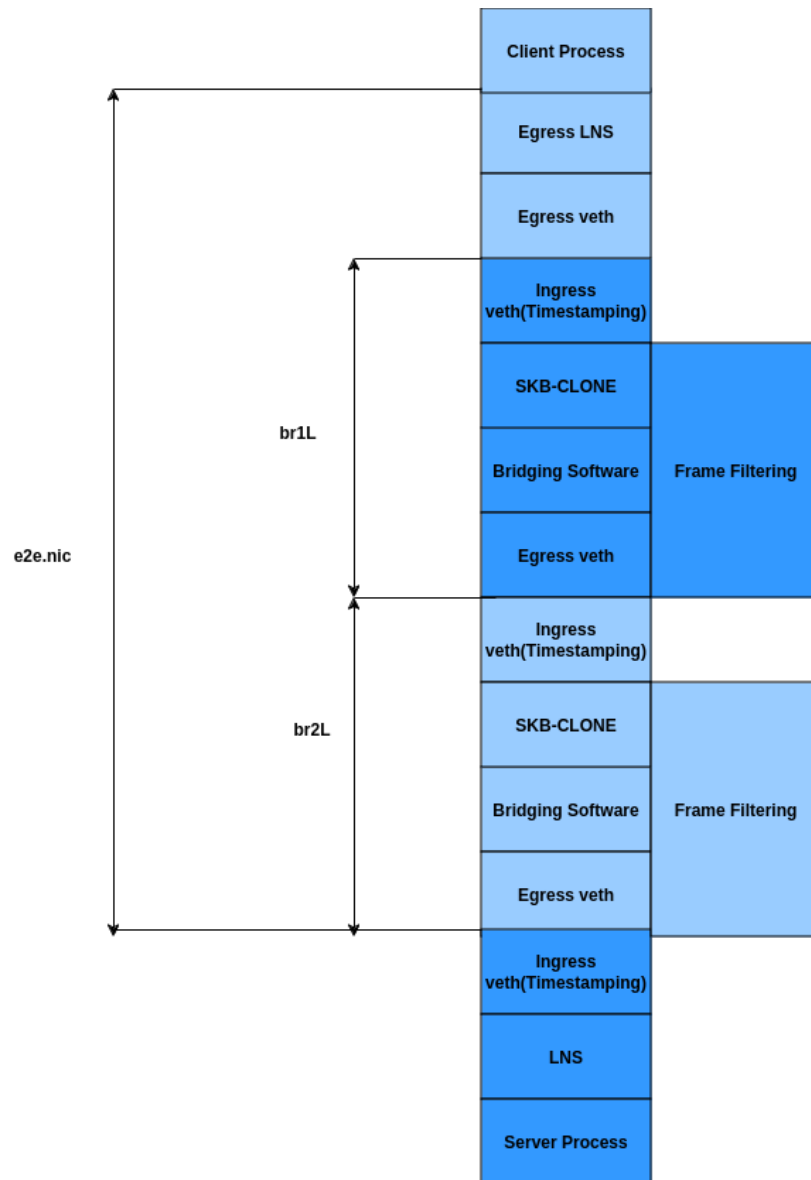 Client Process
Egress LNS
Egress veth
Ingress
veth(Timestamping)
SKB-CLONE
br1L
Bridging Software
Frame Filtering
e2e.nic
Egress veth
Ingress
veth(Timestamping)
SKB-CLONE
br2L
Bridging Software
Frame Filtering
Egress veth
Ingress
veth(Timestamping)
LNS
Server Process